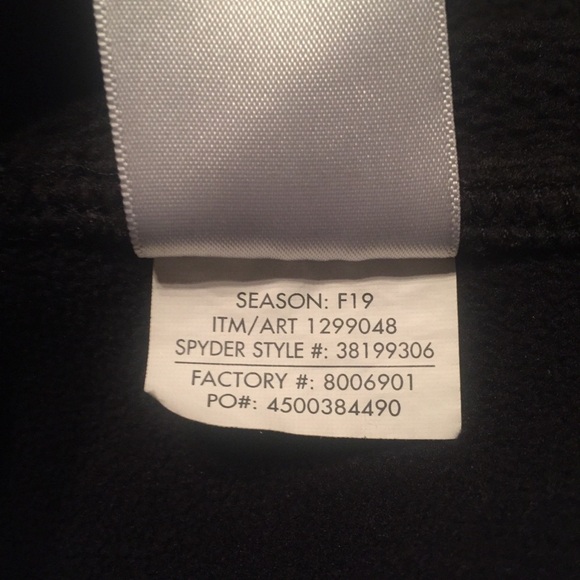 SEASON: F19
ITM/ART 1299048
SPYDER STYLE #: 38199306
FACTORY #: 8006901
PO#: 4500384490